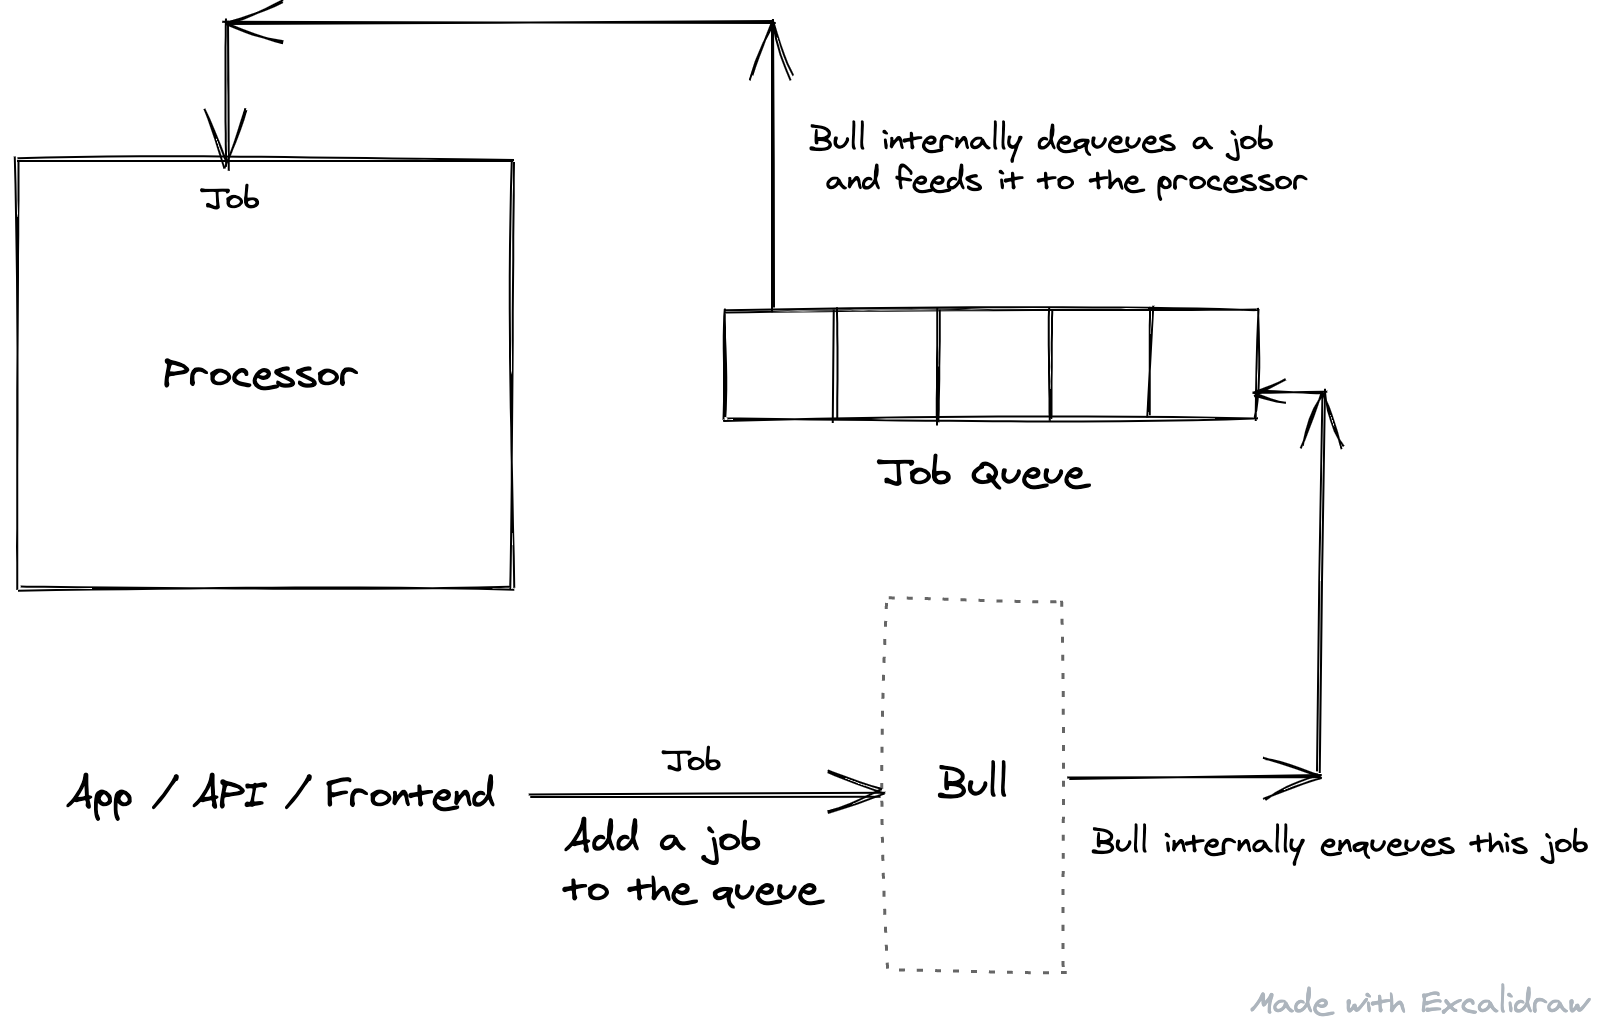 Bull internally dequeues a job
and feeds it to the processor
Job
Processor
Job Queue
Job
App / API / Frontend
Add a job
to the queue
Bull
Bull internally enqueues this job
Made with Excalidraw